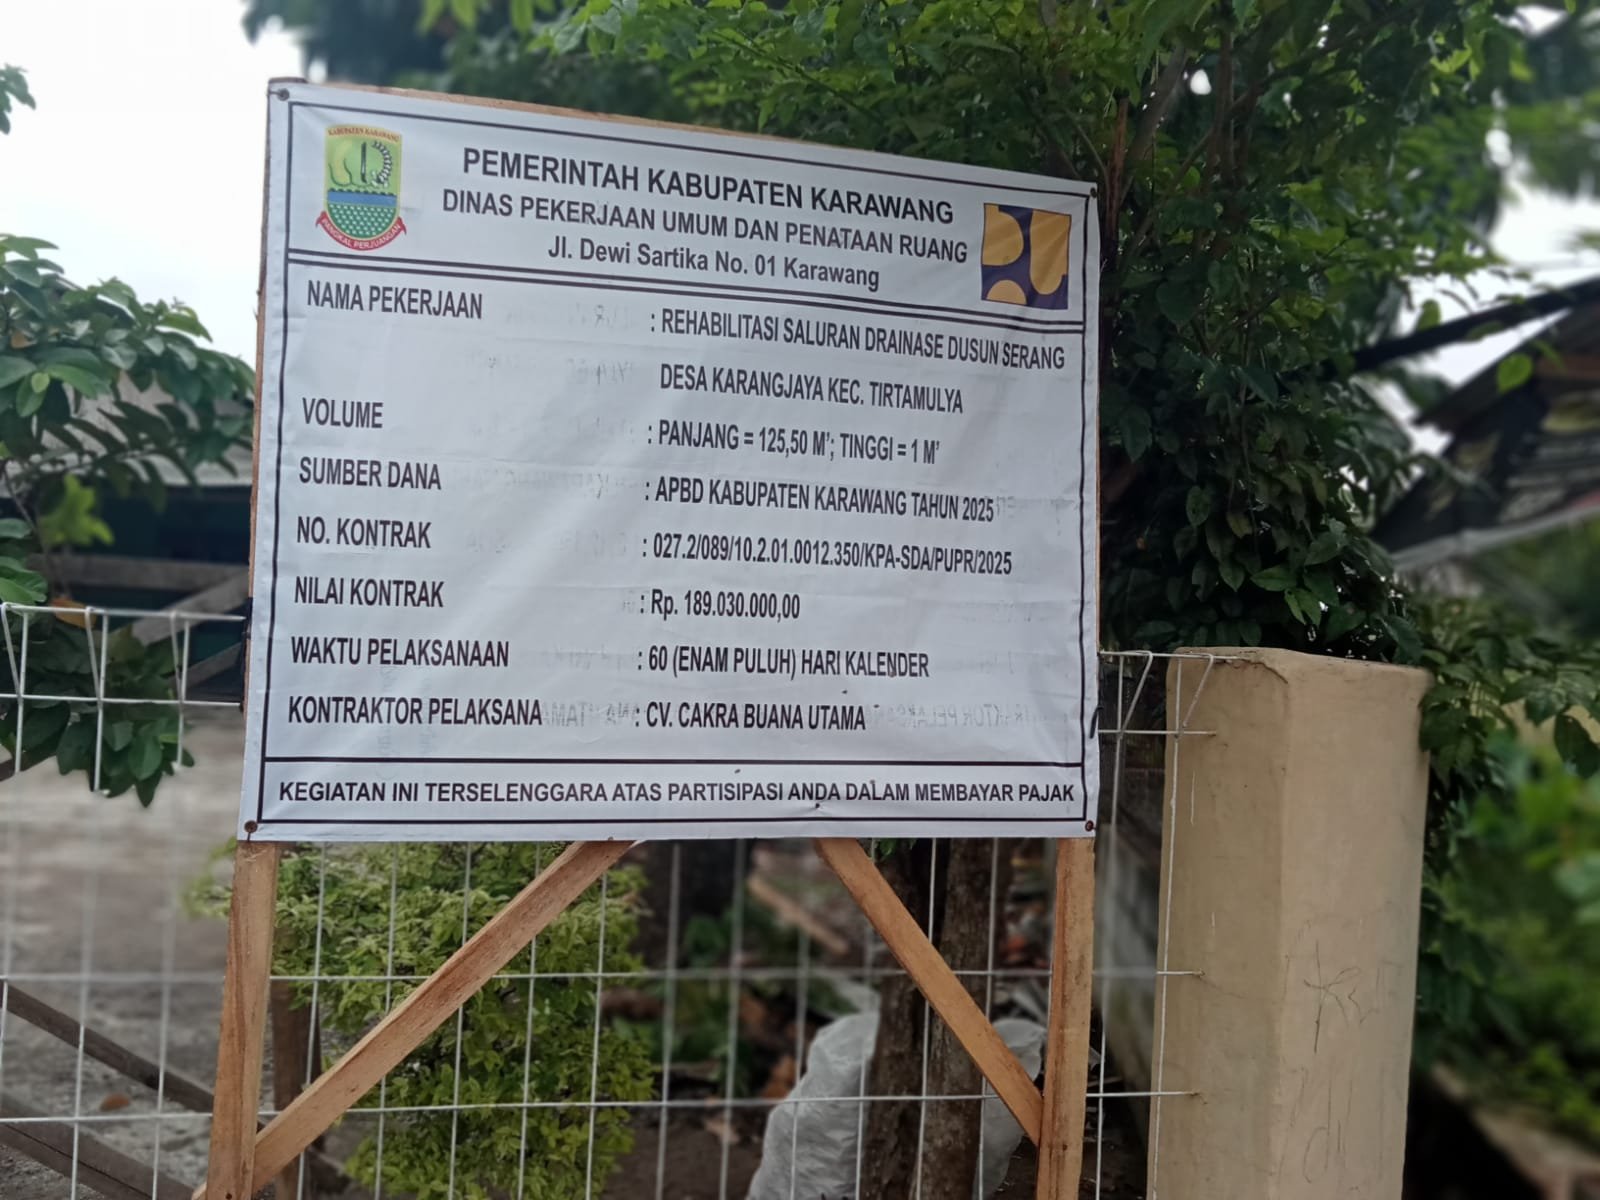 KABUPATEN KARAWANG
PANGKAL PERJUANGAN
PEMERINTAH KABUPATEN KARAWANG
DINAS PEKERJAAN UMUM DAN PENATAAN RUANG
Jl. Dewi Sartika No. 01 Karawang
NAMA PEKERJAAN : REHABILITASI SALURAN DRAINASE DUSUN SERANG
DESA KARANGJAYA KEC. TIRTAMULYA
VOLUME : PANJANG = 125,50 M'; TINGGI = 1 M'
SUMBER DANA : APBD KABUPATEN KARAWANG TAHUN 2025
NO. KONTRAK : 027.2/089/10.2.01.0012.350/KPA-SDA/PUPR/2025
NILAI KONTRAK : Rp. 189.030.000,00
WAKTU PELAKSANAAN : 60 (ENAM PULUH) HARI KALENDER
KONTRAKTOR PELAKSANA : CV. CAKRA BUANA UTAMA
KEGIATAN INI TERSELENGGARA ATAS PARTISIPASI ANDA DALAM MEMBAYAR PAJAK